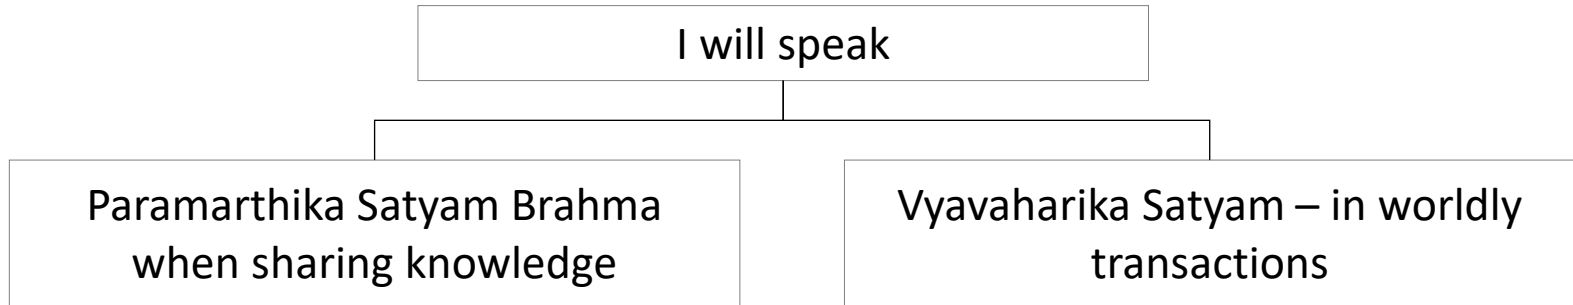 I will speak
Paramarthika Satyam Brahma
when sharing knowledge
Vyavaharika Satyam – in worldly
transactions